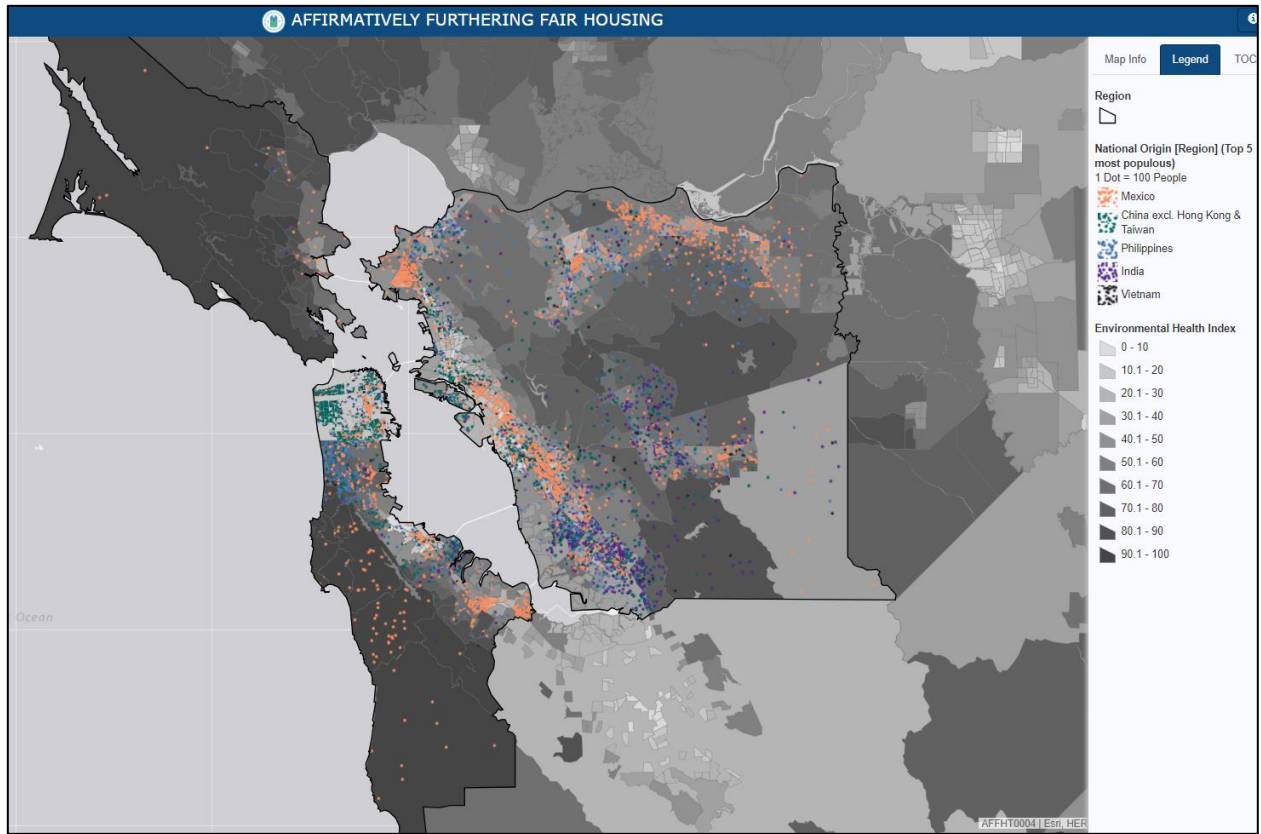 AFFIRMATIVELY FURTHERING FAIR HOUSING
Map Info Legend TOC
Region
National Origin [Region] (Top 5
most populous)
1 Dot = 100 People
Mexico
China excl. Hong Kong &
Taiwan
Philippines
India
Vietnam
Environmental Health Index
0 - 10
10.1 - 20
20.1 - 30
30.1 - 40
40.1 - 50
50.1 - 60
60.1 - 70
70.1 - 80
80.1 - 90
90.1 - 100
Ocean
AFFHT0004 | Esri, HER